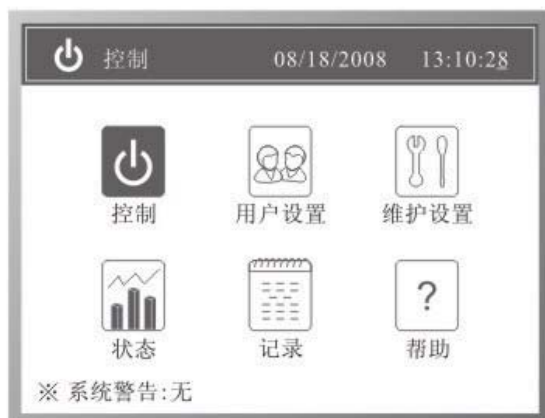 控制 08/18/2008 13:10:28
控制 用户设置 维护设置
?
状态 记录 帮助
※ 系统警告:无